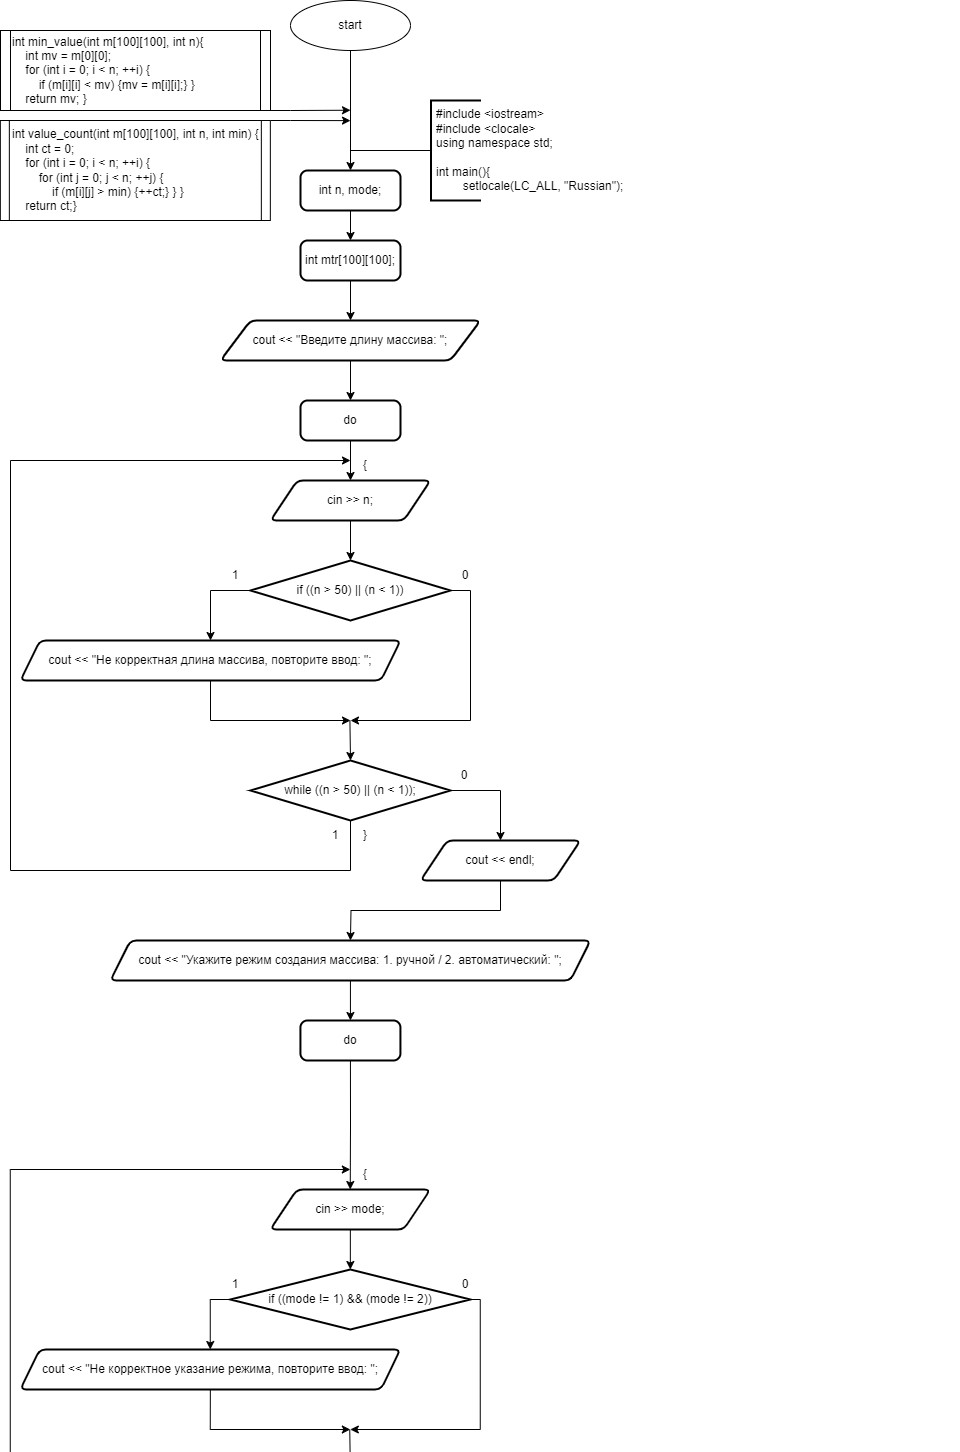 start
int min_value(int m[100][100], int n){
int mv = m[0][0];
for (int i = 0; i < n; ++i) {
if (m[i][i] < mv) {mv = m[i][i];} }
return mv; }
int value_count(int m[100][100], int n, int min) {
int ct = 0;
for (int i = 0; i < n; ++i) {
for (int j = 0; j < n; ++j) {
if (m[i][j] > min) {++ct;} } }
return ct;}
#include <iostream>
#include <clocale>
using namespace std;
int main(){
setlocale(LC_ALL, "Russian");
int n, mode;
int mtr[100][100];
cout << "Введите длину массива: ";
do
{
cin >> n;
1
0
if ((n > 50) || (n < 1))
cout << "Не корректная длина массива, повторите ввод: ";
0
while ((n > 50) || (n < 1));
1
}
cout << endl;
cout << "Укажите режим создания массива: 1. ручной / 2. автоматический: ";
do
{
cin >> mode;
1
0
if ((mode != 1) && (mode != 2))
cout << "Не корректное указание режима, повторите ввод: ";